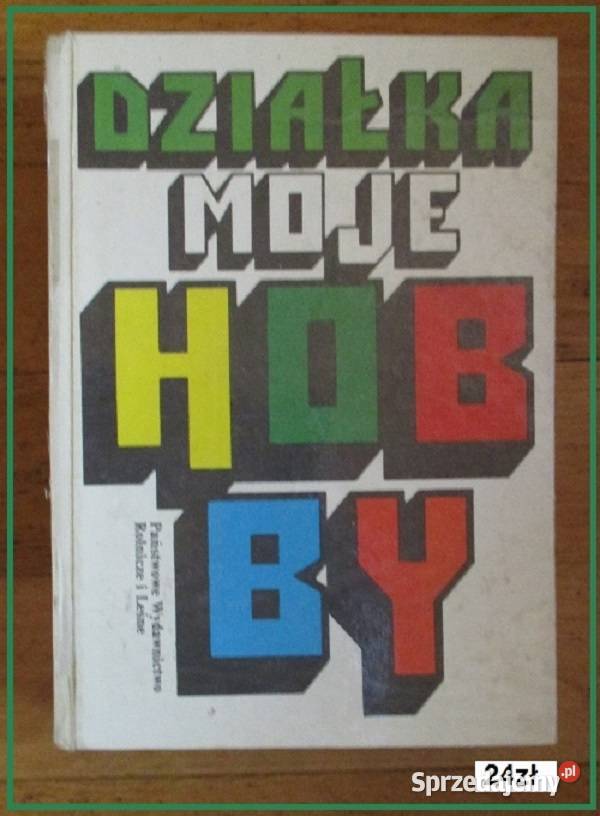 DZIAŁKA
MOJE
HOB
BY
Państwowe Wydawnictwo
Rolnicze i Leśne
24zł
Sprzedajemy.pl